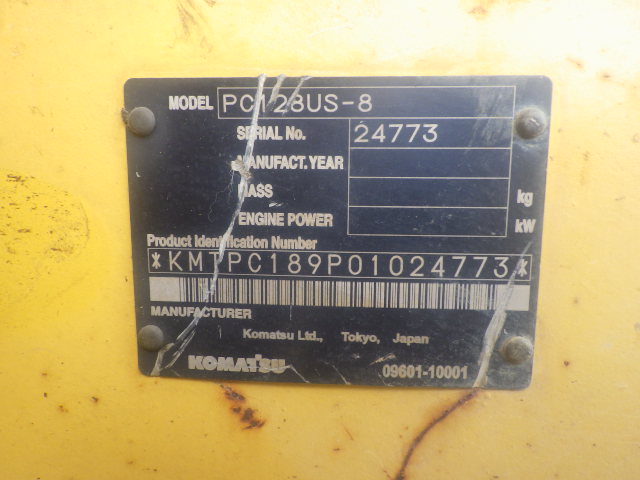 MODEL PC128US-8
SERIAL No. 24773
MANUFACT. YEAR
MASS kg
ENGINE POWER kW
Product Identification Number
*KMTPC189P01024773*
MANUFACTURER
Komatsu Ltd., Tokyo, Japan
KOMATSU 09601-10001